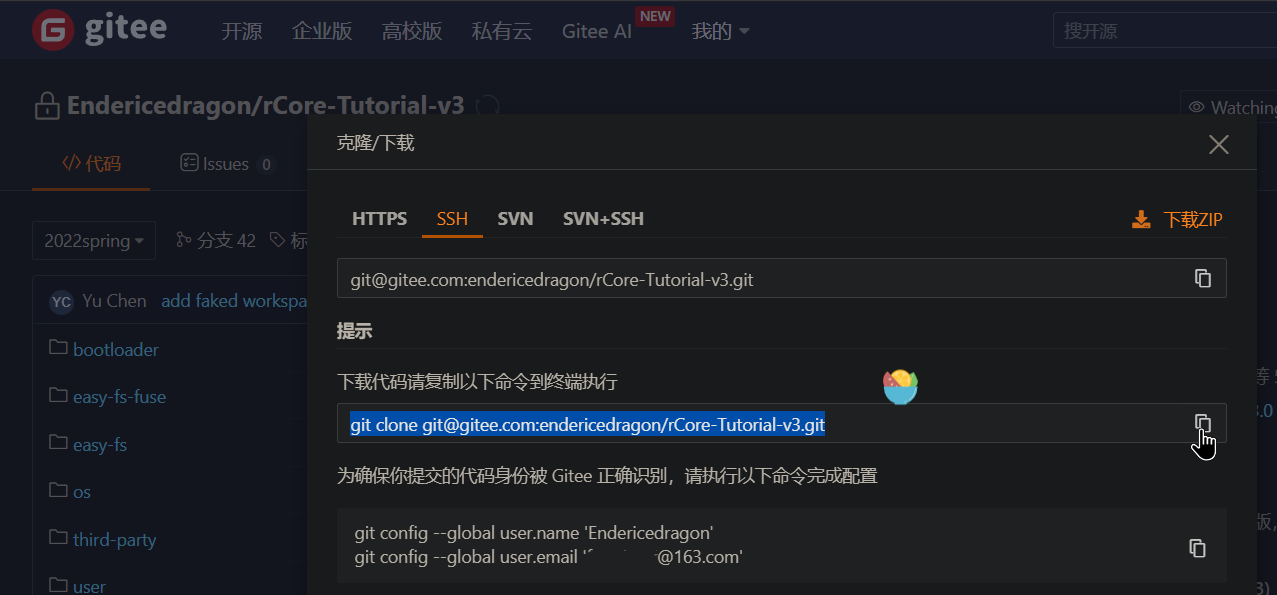 gitee
开源 企业版 高校版 私有云 Gitee AI NEW 我的
搜开源
Endericedragon/rCore-Tutorial-v3
Watching
克隆/下载
代码 Issues 0
HTTPS SSH SVN SVN+SSH 下载ZIP
2022spring 分支 42 标
git@gitee.com:endericedragon/rCore-Tutorial-v3.git
YC Yu Chen add faked workspa
提示
bootloader
下载代码请复制以下命令到终端执行
等
easy-fs-fuse
.0
git clone git@gitee.com:endericedragon/rCore-Tutorial-v3.git
easy-fs
为确保你提交的代码身份被 Gitee 正确识别，请执行以下命令完成配置
os
版,
git config --global user.name 'Endericedragon'
third-party
git config --global user.email ' @163.com'
user
3)